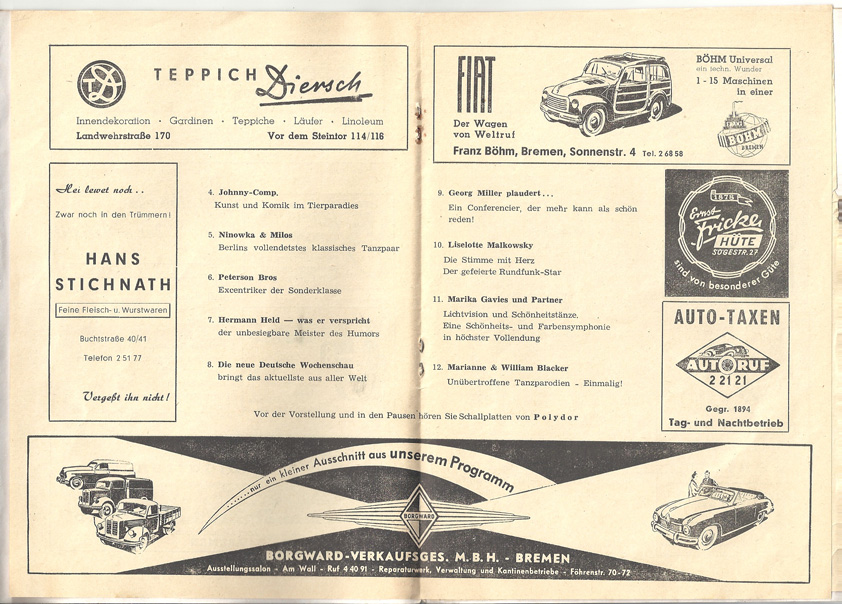 TEPPICH Diersch
Innendekoration · Gardinen · Teppiche · Läufer · Linoleum
Landwehrstraße 170 Vor dem Steintor 114/116
Hei lewet noch . .
Zwar noch in den Trümmern!
HANS
STICHNATH
Feine Fleisch- u. Wurstwaren
Buchtstraße 40/41
Telefon 2 51 77
Vergeßt ihn nicht!
4. Johnny-Comp.
Kunst und Komik im Tierparadies
5. Ninowka & Milos
Berlins vollendetstes klassisches Tanzpaar
6. Peterson Bros
Excentriker der Sonderklasse
7. Hermann Held — was er verspricht
der unbesiegbare Meister des Humors
8. Die neue Deutsche Wochenschau
bringt das aktuellste aus aller Welt
FIAT
Der Wagen
von Weltruf
BÖHM Universal
ein techn. Wunder
1 - 15 Maschinen
in einer
BÖHM
BREMEN
Franz Böhm, Bremen, Sonnenstr. 4 Tel. 2 68 58
9. Georg Miller plaudert . . .
Ein Conferencier, der mehr kann als schön
reden!
10. Liselotte Malkowsky
Die Stimme mit Herz
Der gefeierte Rundfunk-Star
11. Marika Gavies und Partner
Lichtvision und Schönheitstänze.
Eine Schönheits- und Farbensymphonie
in höchster Vollendung
12. Marianne & William Blacker
Unübertroffene Tanzparodien - Einmalig!
1878
Ernst
Fricke
HÜTE
SÖGESTR. 27
sind von besonderer Güte
AUTO-TAXEN
AUTORUF
2 21 21
Gegr. 1894
Tag- und Nachtbetrieb
Vor der Vorstellung und in den Pausen hören Sie Schallplatten von Polydor
......nur ein kleiner Ausschnitt aus unserem Programm
BORGWARD
BORGWARD-VERKAUFSGES. M.B.H. - BREMEN
Ausstellungssalon - Am Wall - Ruf 4 40 91 - Reparaturwerk, Verwaltung und Kantinenbetriebe - Föhrenstr. 70-72